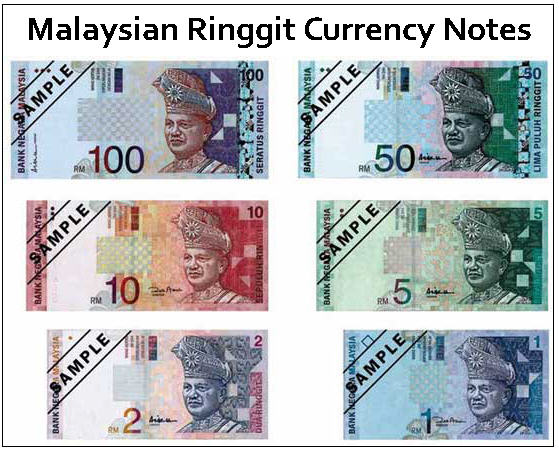 Malaysian Ringgit Currency Notes
SAMPLE
BANK NEGARA MALAYSIA
100
SERATUS RINGGIT
RM 100
SAMPLE
BANK NEGARA MALAYSIA
50
LIMA PULUH RINGGIT
RM 50
SAMPLE
BANK NEGARA MALAYSIA
10
SEPULUH
RM 10
SAMPLE
BANK NEGARA MALAYSIA
5
RM 5
SAMPLE
BANK NEGARA MALAYSIA
2
DUA RINGGIT
RM 2
SAMPLE
BANK NEGARA MALAYSIA
1
RM 1